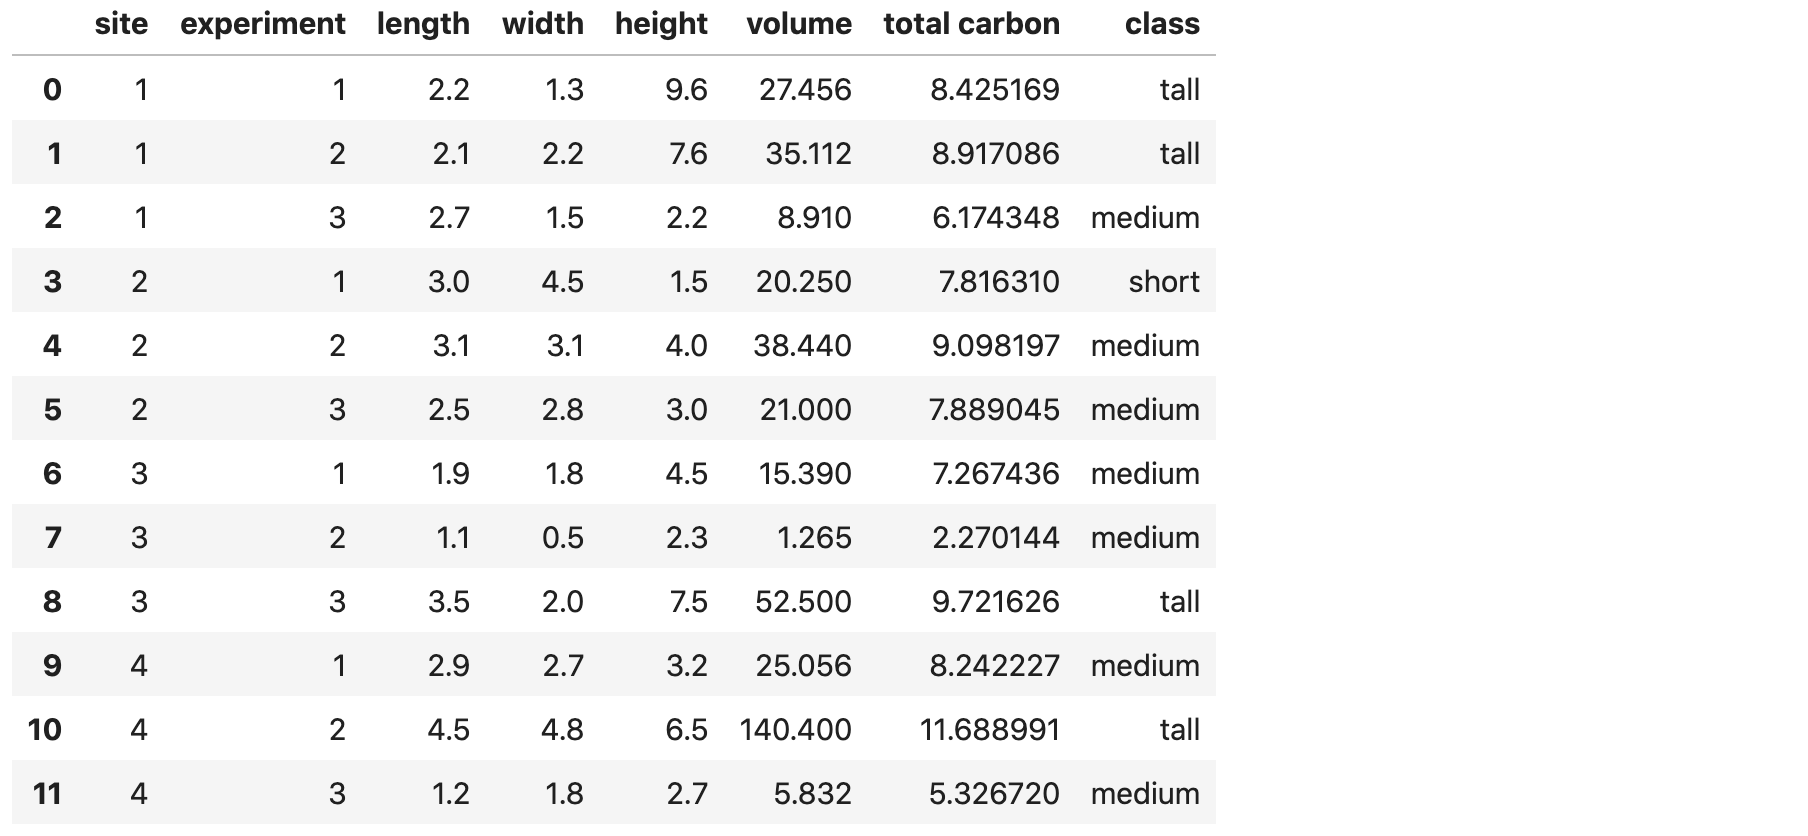 site experiment length width height volume total carbon class
0 1 1 2.2 1.3 9.6 27.456 8.425169 tall
1 1 2 2.1 2.2 7.6 35.112 8.917086 tall
2 1 3 2.7 1.5 2.2 8.910 6.174348 medium
3 2 1 3.0 4.5 1.5 20.250 7.816310 short
4 2 2 3.1 3.1 4.0 38.440 9.098197 medium
5 2 3 2.5 2.8 3.0 21.000 7.889045 medium
6 3 1 1.9 1.8 4.5 15.390 7.267436 medium
7 3 2 1.1 0.5 2.3 1.265 2.270144 medium
8 3 3 3.5 2.0 7.5 52.500 9.721626 tall
9 4 1 2.9 2.7 3.2 25.056 8.242227 medium
10 4 2 4.5 4.8 6.5 140.400 11.688991 tall
11 4 3 1.2 1.8 2.7 5.832 5.326720 medium